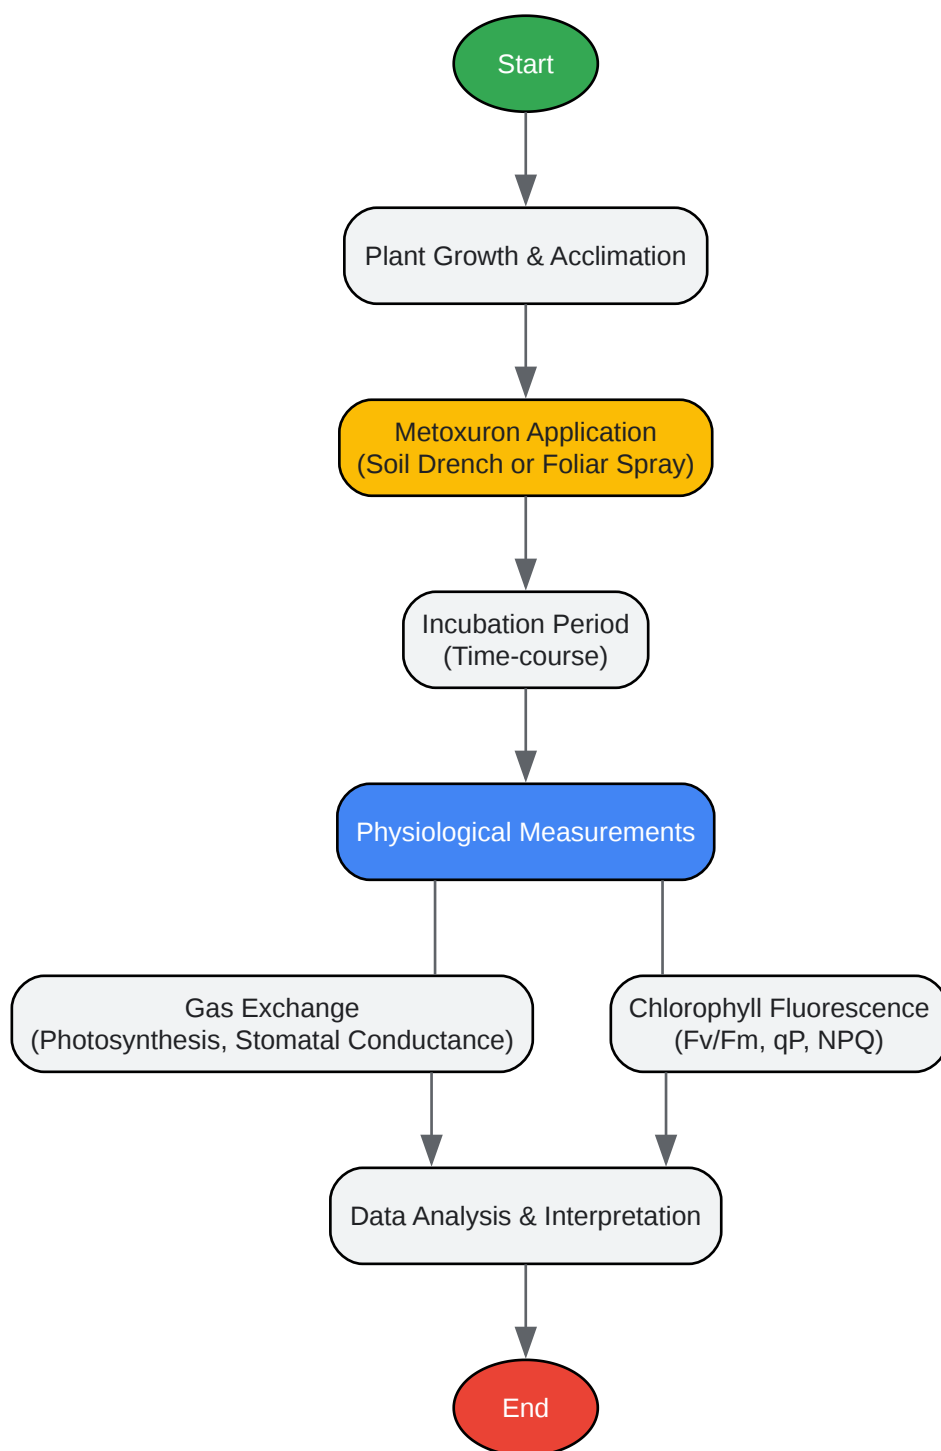 Start
Plant Growth & Acclimation
Metoxuron Application
(Soil Drench or Foliar Spray)
Incubation Period
(Time-course)
Physiological Measurements
Gas Exchange
(Photosynthesis, Stomatal Conductance)
Chlorophyll Fluorescence
(Fv/Fm, qP, NPQ)
Data Analysis & Interpretation
End